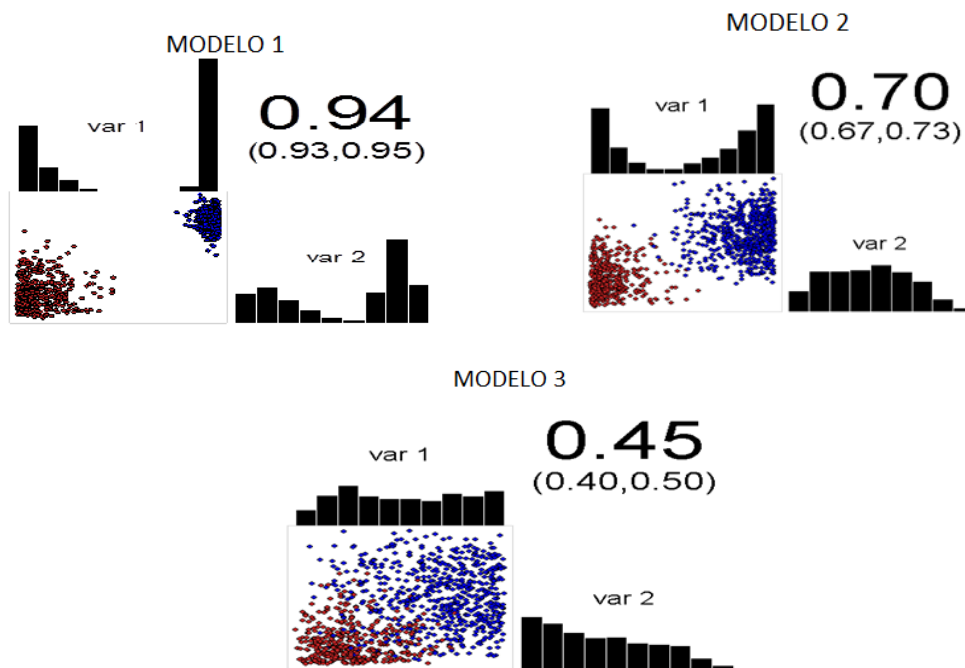 MODELO 1
var 1
0.94
(0.93,0.95)
var 2
MODELO 2
var 1
0.70
(0.67,0.73)
var 2
MODELO 3
var 1
0.45
(0.40,0.50)
var 2